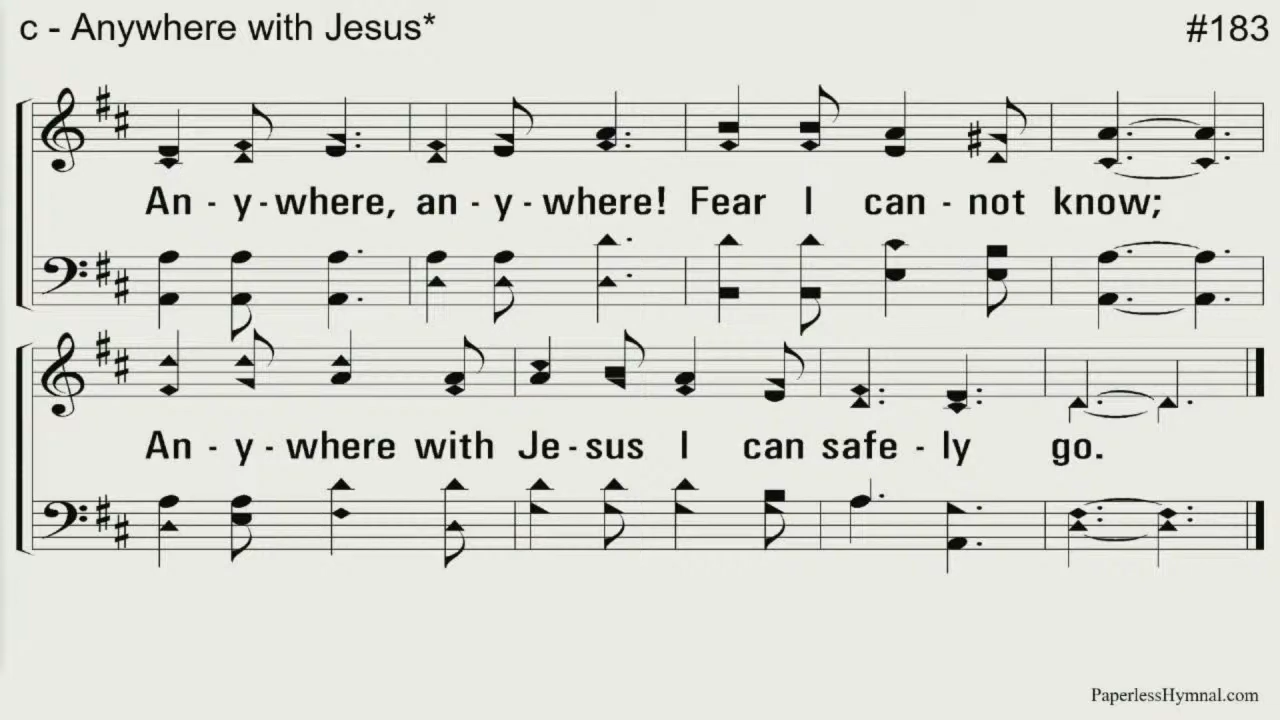 c - Anywhere with Jesus*
#183
An - y - where, an - y - where! Fear I can - not know;
An - y - where with Je - sus I can safe - ly go.
PaperlessHymnal.com